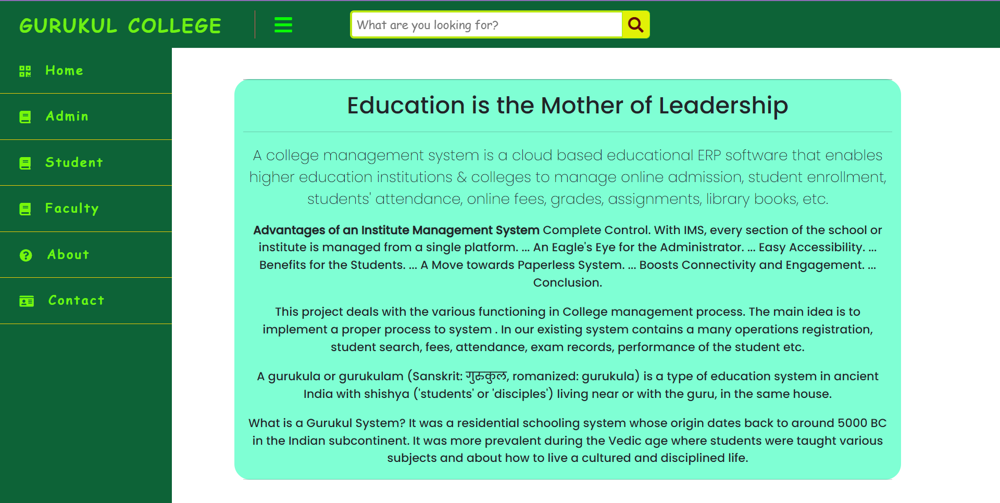 GURUKUL COLLEGE
What are you looking for?
Home
Admin
Student
Faculty
About
Contact
Education is the Mother of Leadership
A college management system is a cloud based educational ERP software that enables
higher education institutions & colleges to manage online admission, student enrollment,
students' attendance, online fees, grades, assignments, library books, etc.
Advantages of an Institute Management System Complete Control. With IMS, every section of the school or
institute is managed from a single platform. ... An Eagle's Eye for the Administrator. ... Easy Accessibility. ...
Benefits for the Students. ... A Move towards Paperless System. ... Boosts Connectivity and Engagement. ...
Conclusion.
This project deals with the various functioning in College management process. The main idea is to
implement a proper process to system . In our existing system contains a many operations registration,
student search, fees, attendance, exam records, performance of the student etc.
A gurukula or gurukulam (Sanskrit: गुरुकुल, romanized: gurukula) is a type of education system in ancient
India with shishya ('students' or 'disciples') living near or with the guru, in the same house.
What is a Gurukul System? It was a residential schooling system whose origin dates back to around 5000 BC
in the Indian subcontinent. It was more prevalent during the Vedic age where students were taught various
subjects and about how to live a cultured and disciplined life.